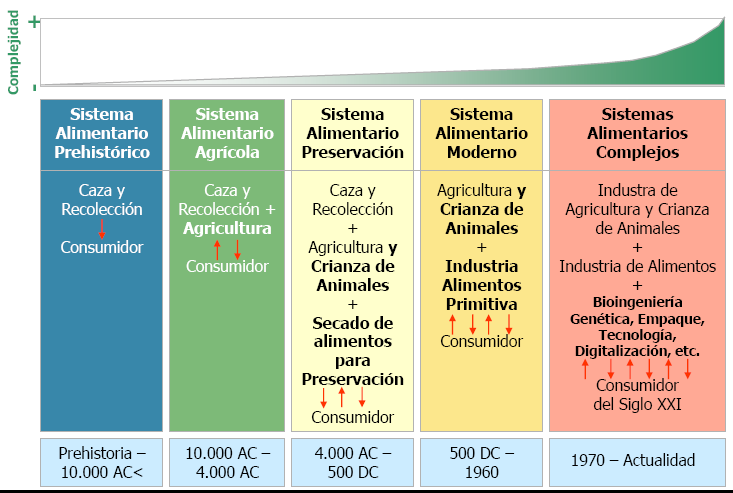 Complejidad
+
-
Sistema
Alimentario
Prehistórico
Caza y
Recolección
Consumidor
Prehistoria –
10.000 AC<
Sistema
Alimentario
Agrícola
Caza y
Recolección +
Agricultura
Consumidor
10.000 AC –
4.000 AC
Sistema
Alimentario
Preservación
Caza y
Recolección
+
Agricultura y
Crianza de
Animales
+
Secado de
alimentos
para
Preservación
Consumidor
4.000 AC –
500 DC
Sistema
Alimentario
Moderno
Agricultura y
Crianza de
Animales
+
Industria
Alimentos
Primitiva
Consumidor
500 DC –
1960
Sistemas
Alimentarios
Complejos
Industra de
Agricultura y Crianza
de Animales
+
Industria de Alimentos
+
Bioingeniería
Genética, Empaque,
Tecnología,
Digitalización, etc.
Consumidor
del Siglo XXI
1970 – Actualidad